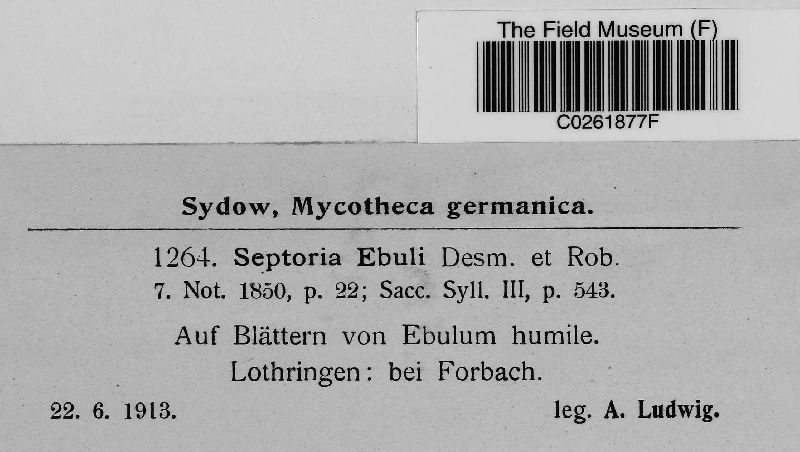 The Field Museum (F)
C0261877F
Sydow, Mycotheca germanica.
1264. Septoria Ebuli Desm. et Rob.
7. Not. 1850, p. 22; Sacc. Syll. III, p. 543.
Auf Blättern von Ebulum humile.
Lothringen: bei Forbach.
22. 6. 1913. leg. A. Ludwig.